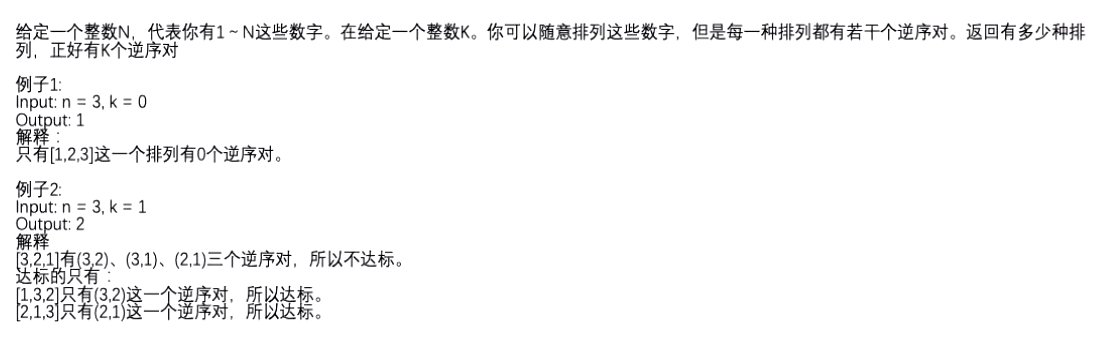 给定一个整数N，代表你有1~N这些数字。在给定一个整数K。你可以随意排列这些数字，但是每一种排列都有若干个逆序对。返回有多少种排
列，正好有K个逆序对
例子1:
Input: n = 3, k = 0
Output: 1
解释：
只有[1,2,3]这一个排列有0个逆序对。
例子2:
Input: n = 3, k = 1
Output: 2
解释
[3,2,1]有(3,2)、(3,1)、(2,1)三个逆序对，所以不达标。
达标的只有：
[1,3,2]只有(3,2)这一个逆序对，所以达标。
[2,1,3]只有(2,1)这一个逆序对，所以达标。